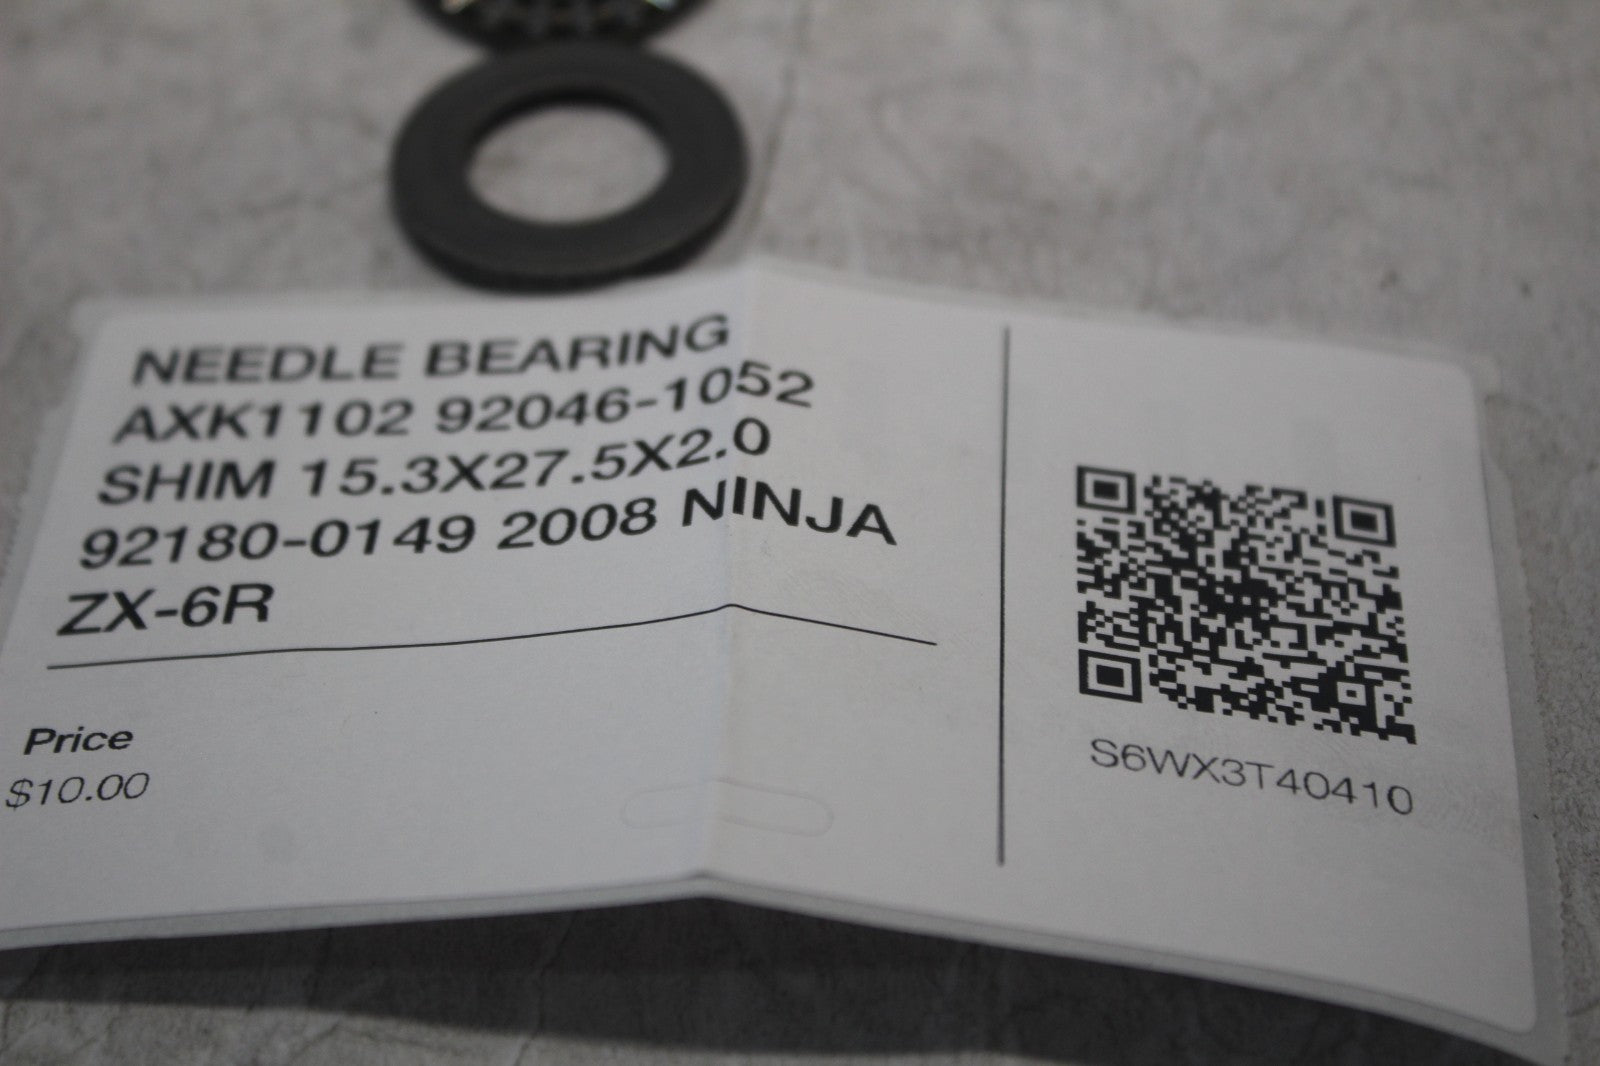 NEEDLE BEARING
AXK1102 92046-1052
SHIM 15.3X27.5X2.0
92180-0149 2008 NINJA
ZX-6R
Price
$10.00
S6WX3T40410